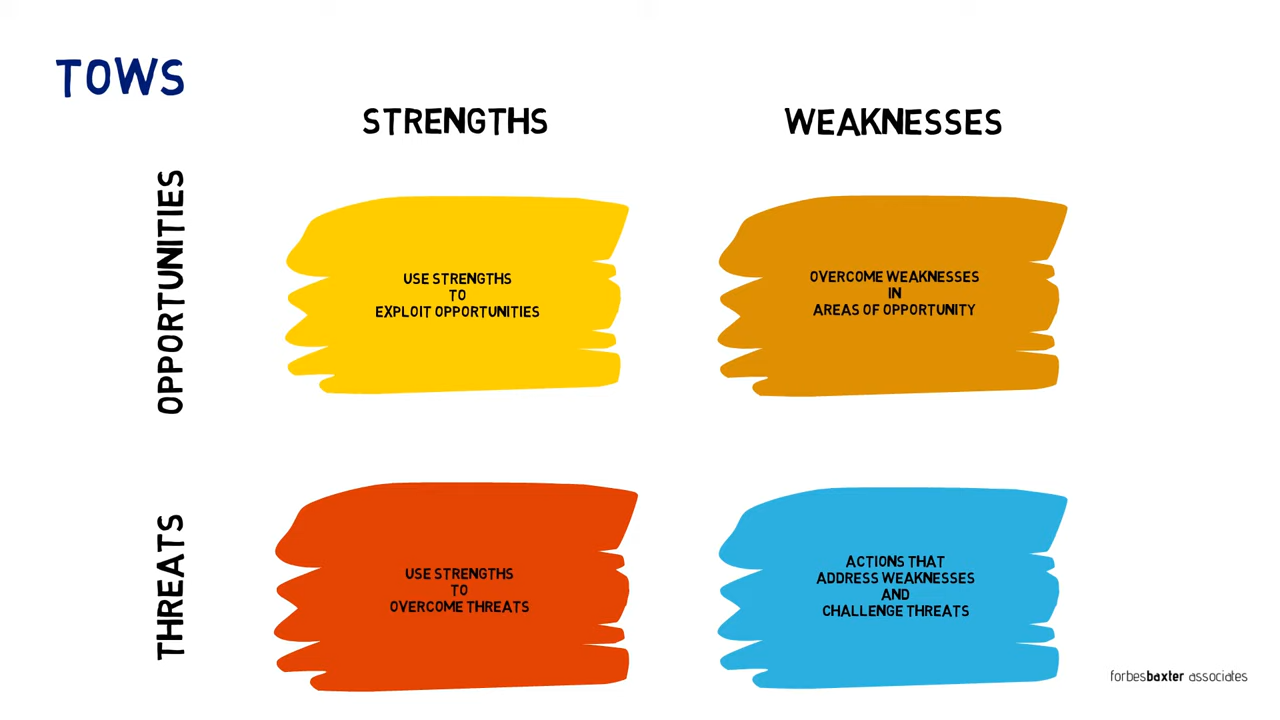 TOWS
STRENGTHS
WEAKNESSES
OPPORTUNITIES
USE STRENGTHS
TO
EXPLOIT OPPORTUNITIES
OVERCOME WEAKNESSES
IN
AREAS OF OPPORTUNITY
THREATS
USE STRENGTHS
TO
OVERCOME THREATS
ACTIONS THAT
ADDRESS WEAKNESSES
AND
CHALLENGE THREATS
forbesbaxter associates